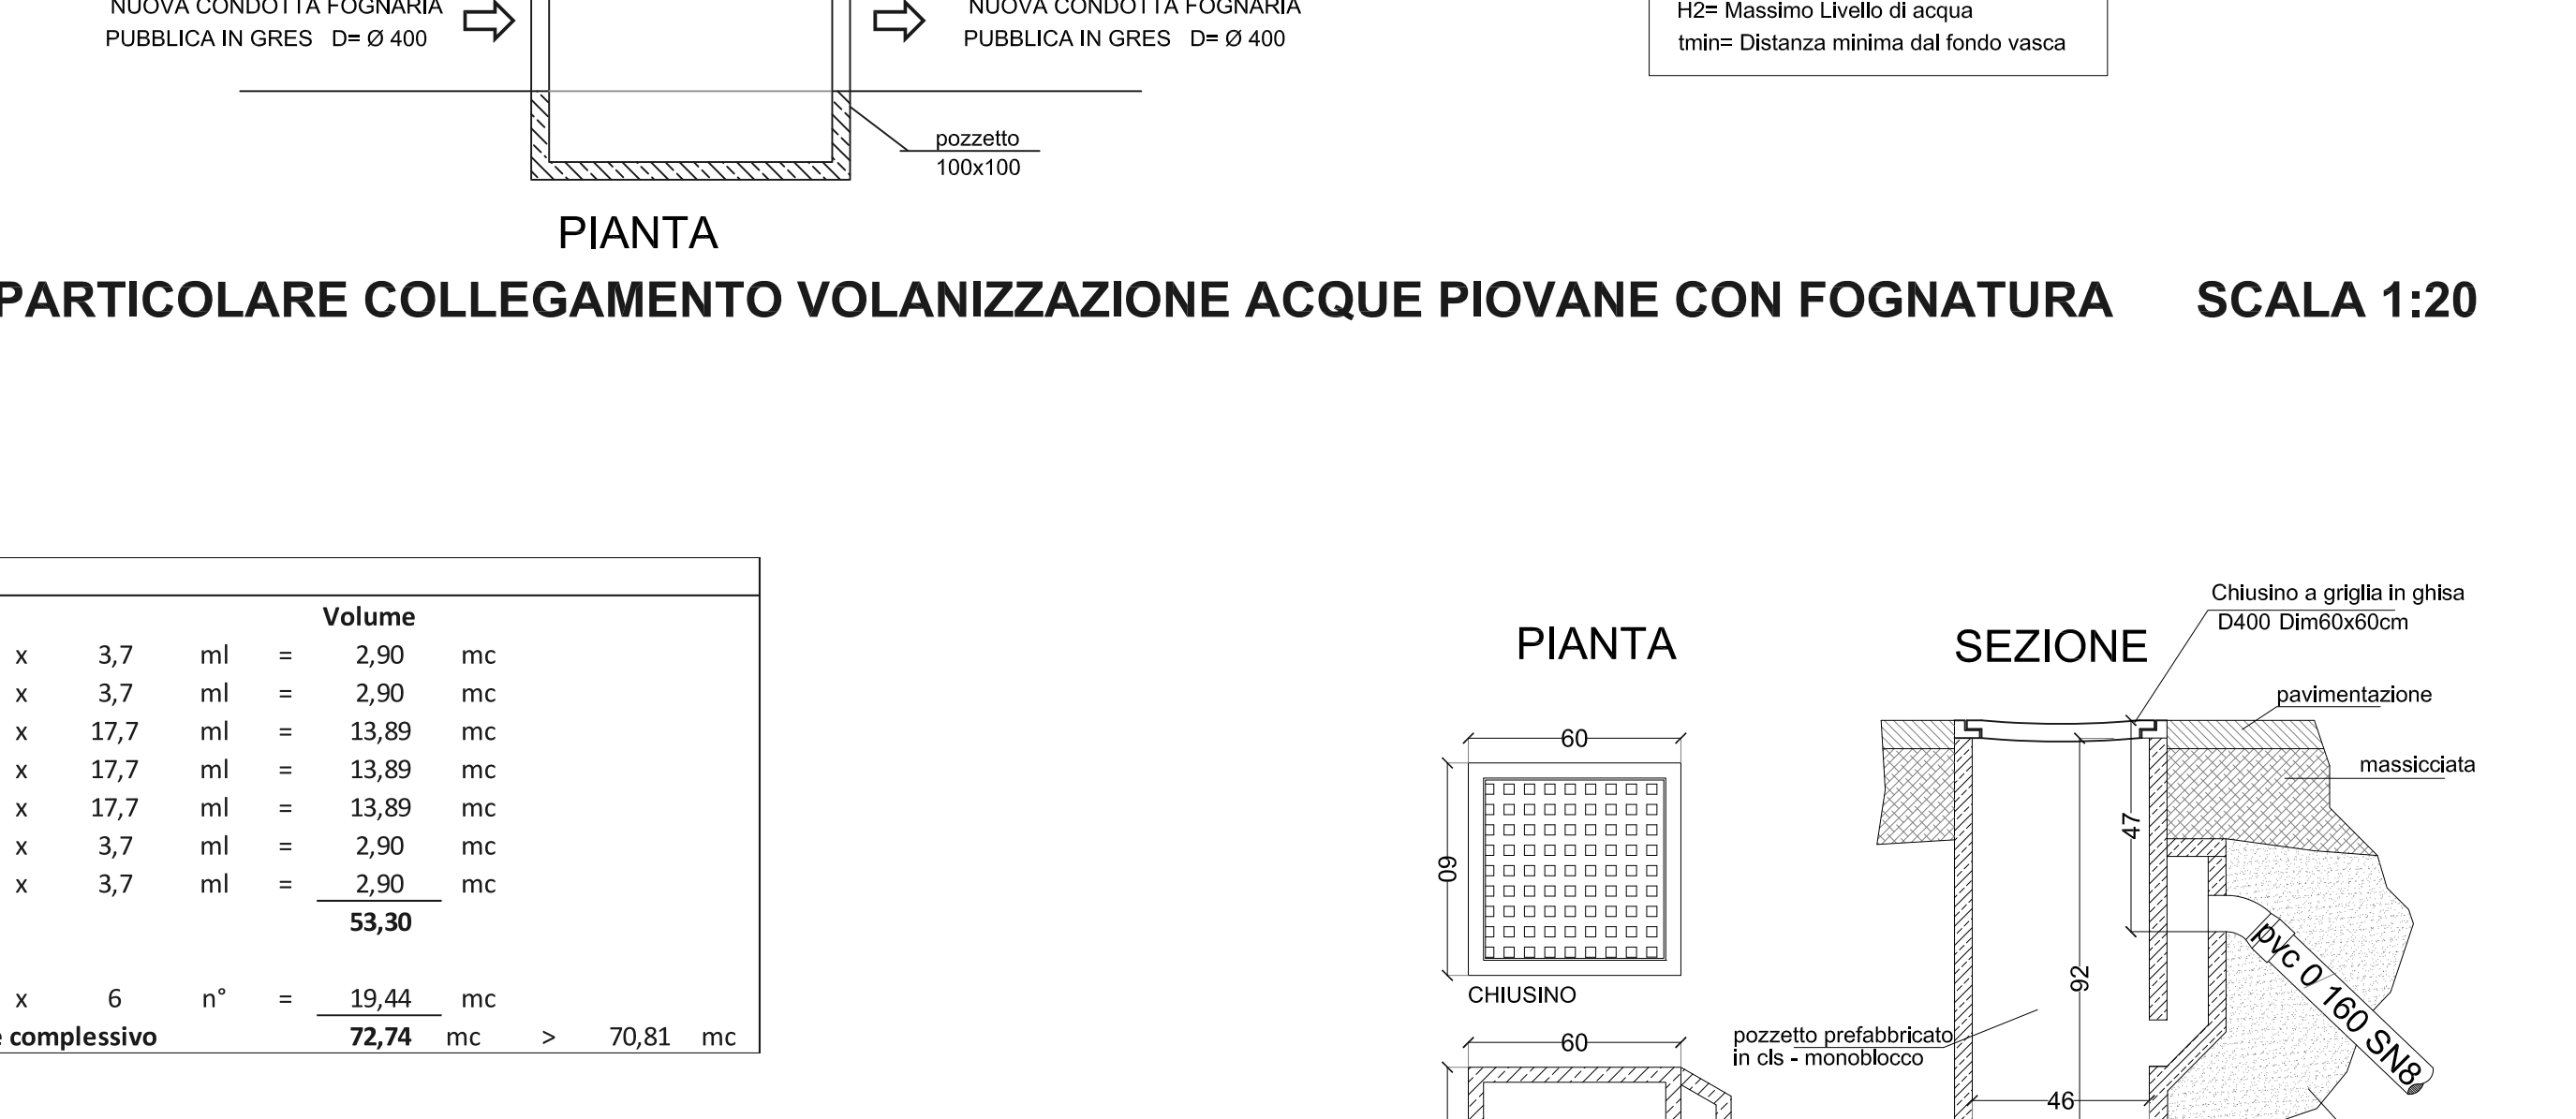 NUOVA CONDOTTA FOGNARIA
PUBBLICA IN GRES D= Ø 400
NUOVA CONDOTTA FOGNARIA
PUBBLICA IN GRES D= Ø 400
H2= Massimo Livello di acqua
tmin= Distanza minima dal fondo vasca
pozzetto
100x100
PIANTA
PARTICOLARE COLLEGAMENTO VOLANIZZAZIONE ACQUE PIOVANE CON FOGNATURA SCALA 1:20
Volume
x 3,7 ml = 2,90 mc
x 3,7 ml = 2,90 mc
x 17,7 ml = 13,89 mc
x 17,7 ml = 13,89 mc
x 17,7 ml = 13,89 mc
x 3,7 ml = 2,90 mc
x 3,7 ml = 2,90 mc
53,30
x 6 n° = 19,44 mc
complessivo 72,74 mc > 70,81 mc
PIANTA
60
60
CHIUSINO
60
SEZIONE
Chiusino a griglia in ghisa
D400 Dim60x60cm
pavimentazione
massicciata
47
92
pvc 0 160 SN8
pozzetto prefabbricato
in cls - monoblocco
46